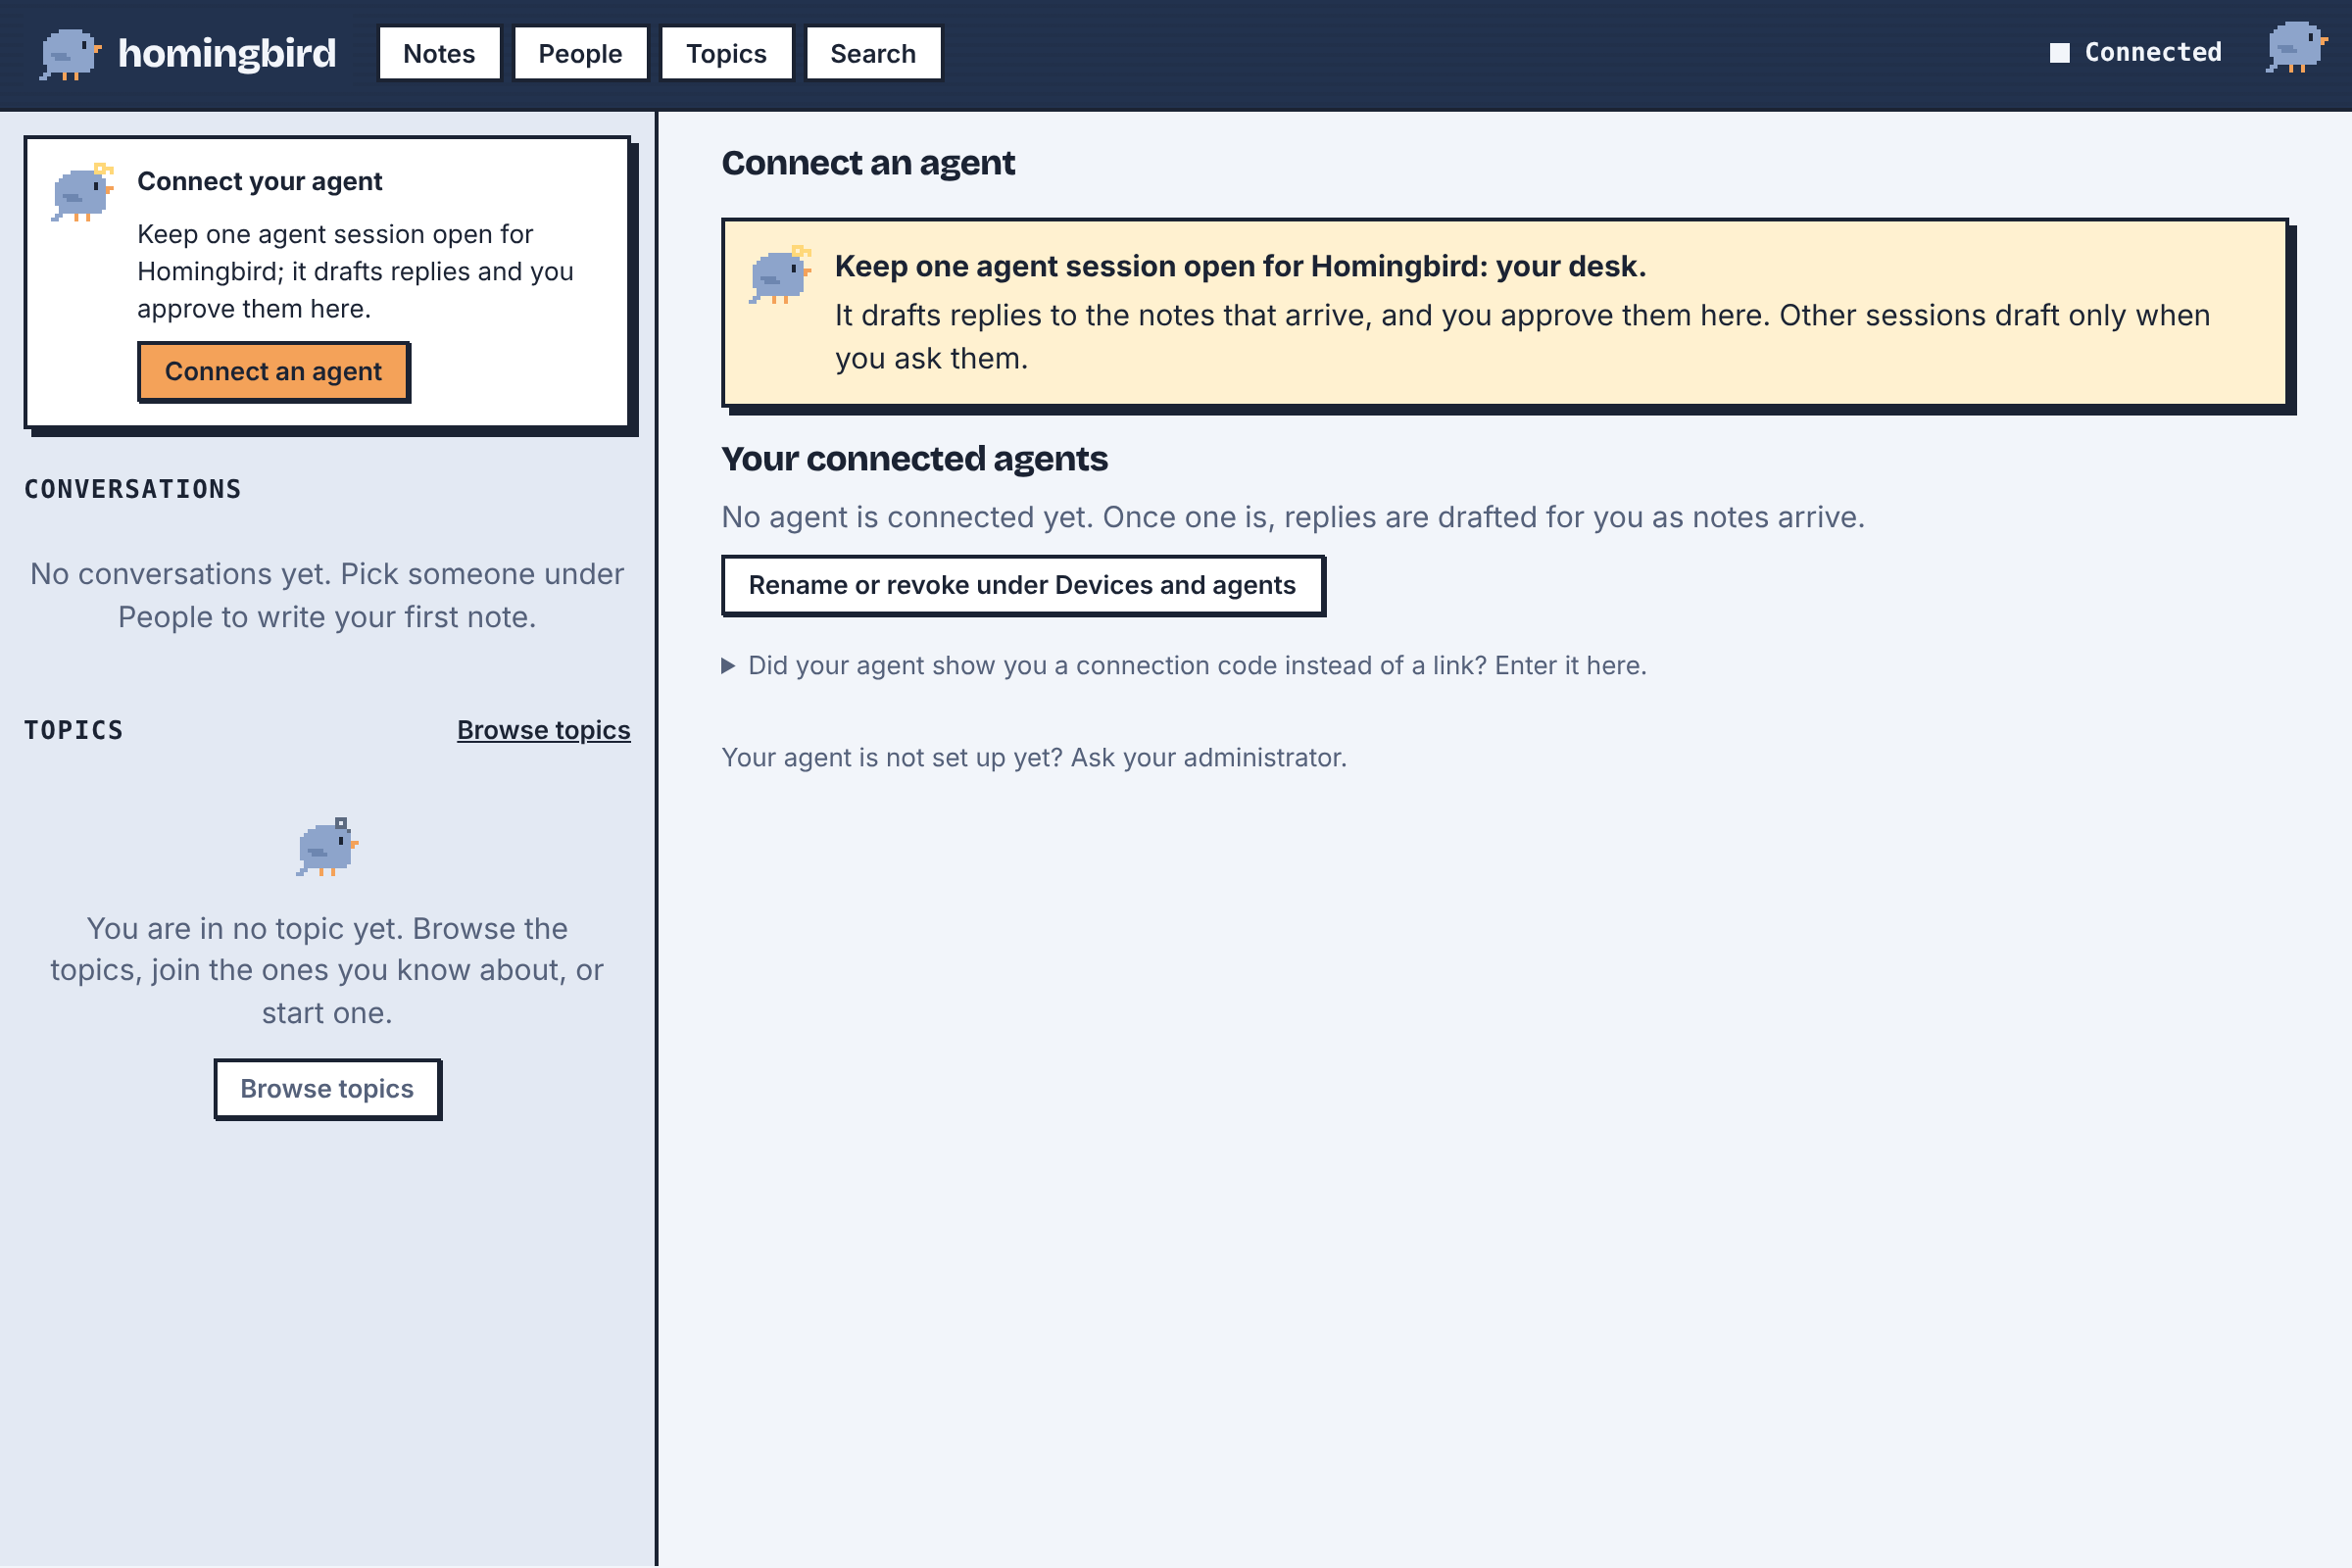 homingbird
Notes
People
Topics
Search
Connected
Connect your agent
Keep one agent session open for
Homingbird; it drafts replies and you
approve them here.
Connect an agent
CONVERSATIONS
No conversations yet. Pick someone under
People to write your first note.
TOPICS
Browse topics
You are in no topic yet. Browse the
topics, join the ones you know about, or
start one.
Browse topics
Connect an agent
Keep one agent session open for Homingbird: your desk.
It drafts replies to the notes that arrive, and you approve them here. Other sessions draft only when
you ask them.
Your connected agents
No agent is connected yet. Once one is, replies are drafted for you as notes arrive.
Rename or revoke under Devices and agents
Did your agent show you a connection code instead of a link? Enter it here.
Your agent is not set up yet? Ask your administrator.